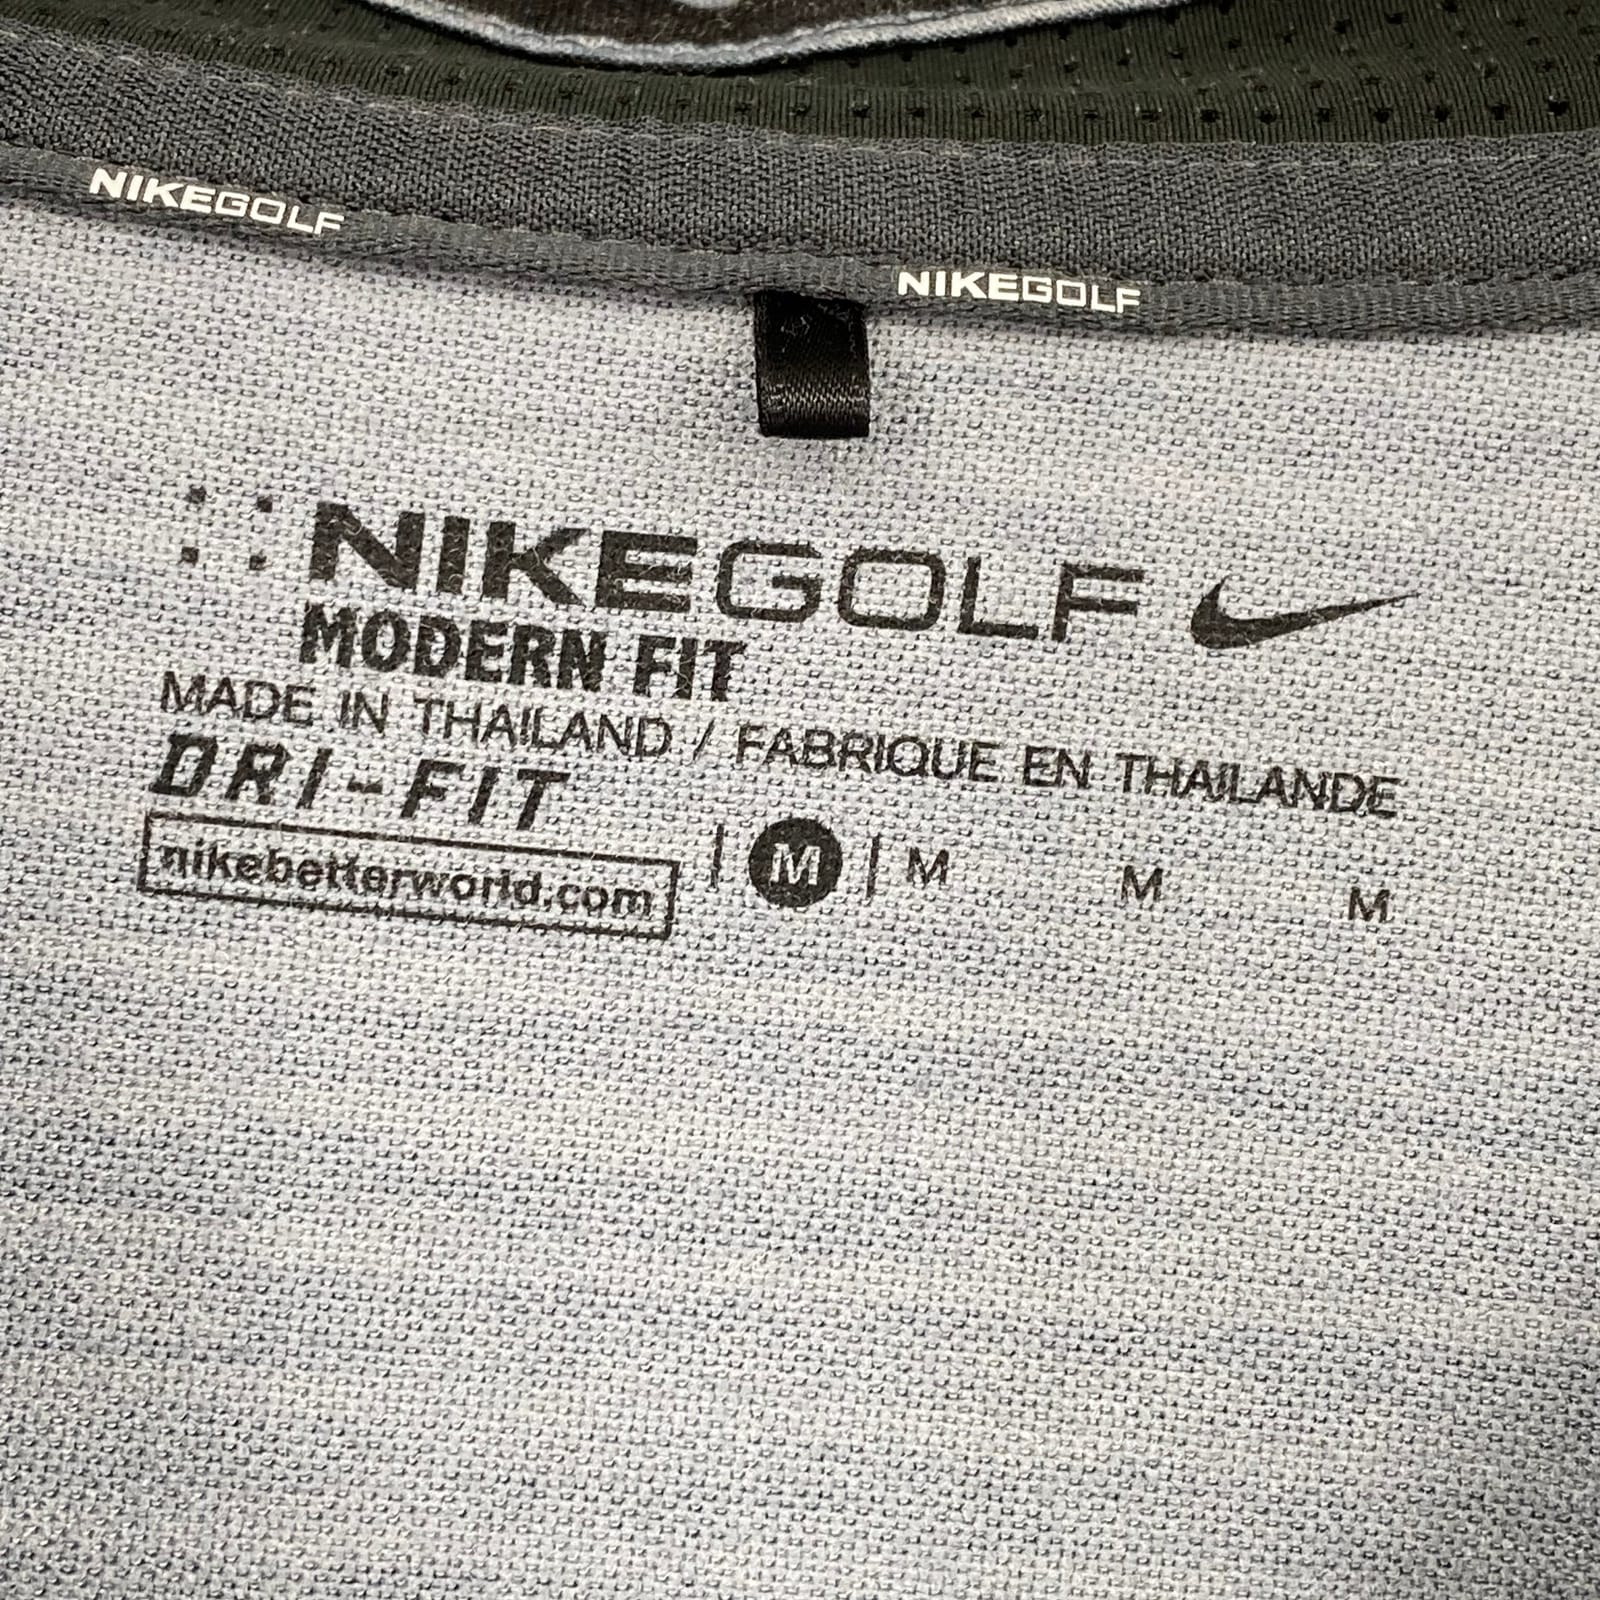 NIKEGOLF
NIKEGOLF
NIKEGOLF
MODERN FIT
MADE IN THAILAND / FABRIQUE EN THAILANDE
DRI-FIT
nikebetterworld.com | M | M M M